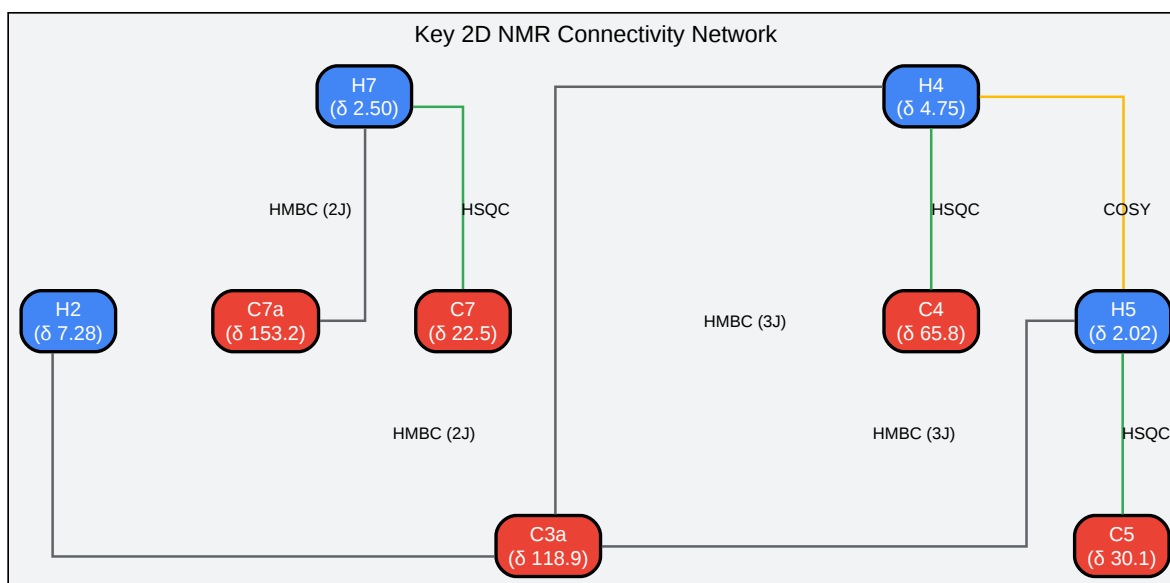 Key 2D NMR Connectivity Network
H7
(δ 2.50)
H4
(δ 4.75)
HMBC (2J)
HSQC
HSQC
COSY
H2
(δ 7.28)
C7a
(δ 153.2)
C7
(δ 22.5)
HMBC (3J)
C4
(δ 65.8)
H5
(δ 2.02)
HMBC (2J)
HMBC (3J)
HSQC
C3a
(δ 118.9)
C5
(δ 30.1)